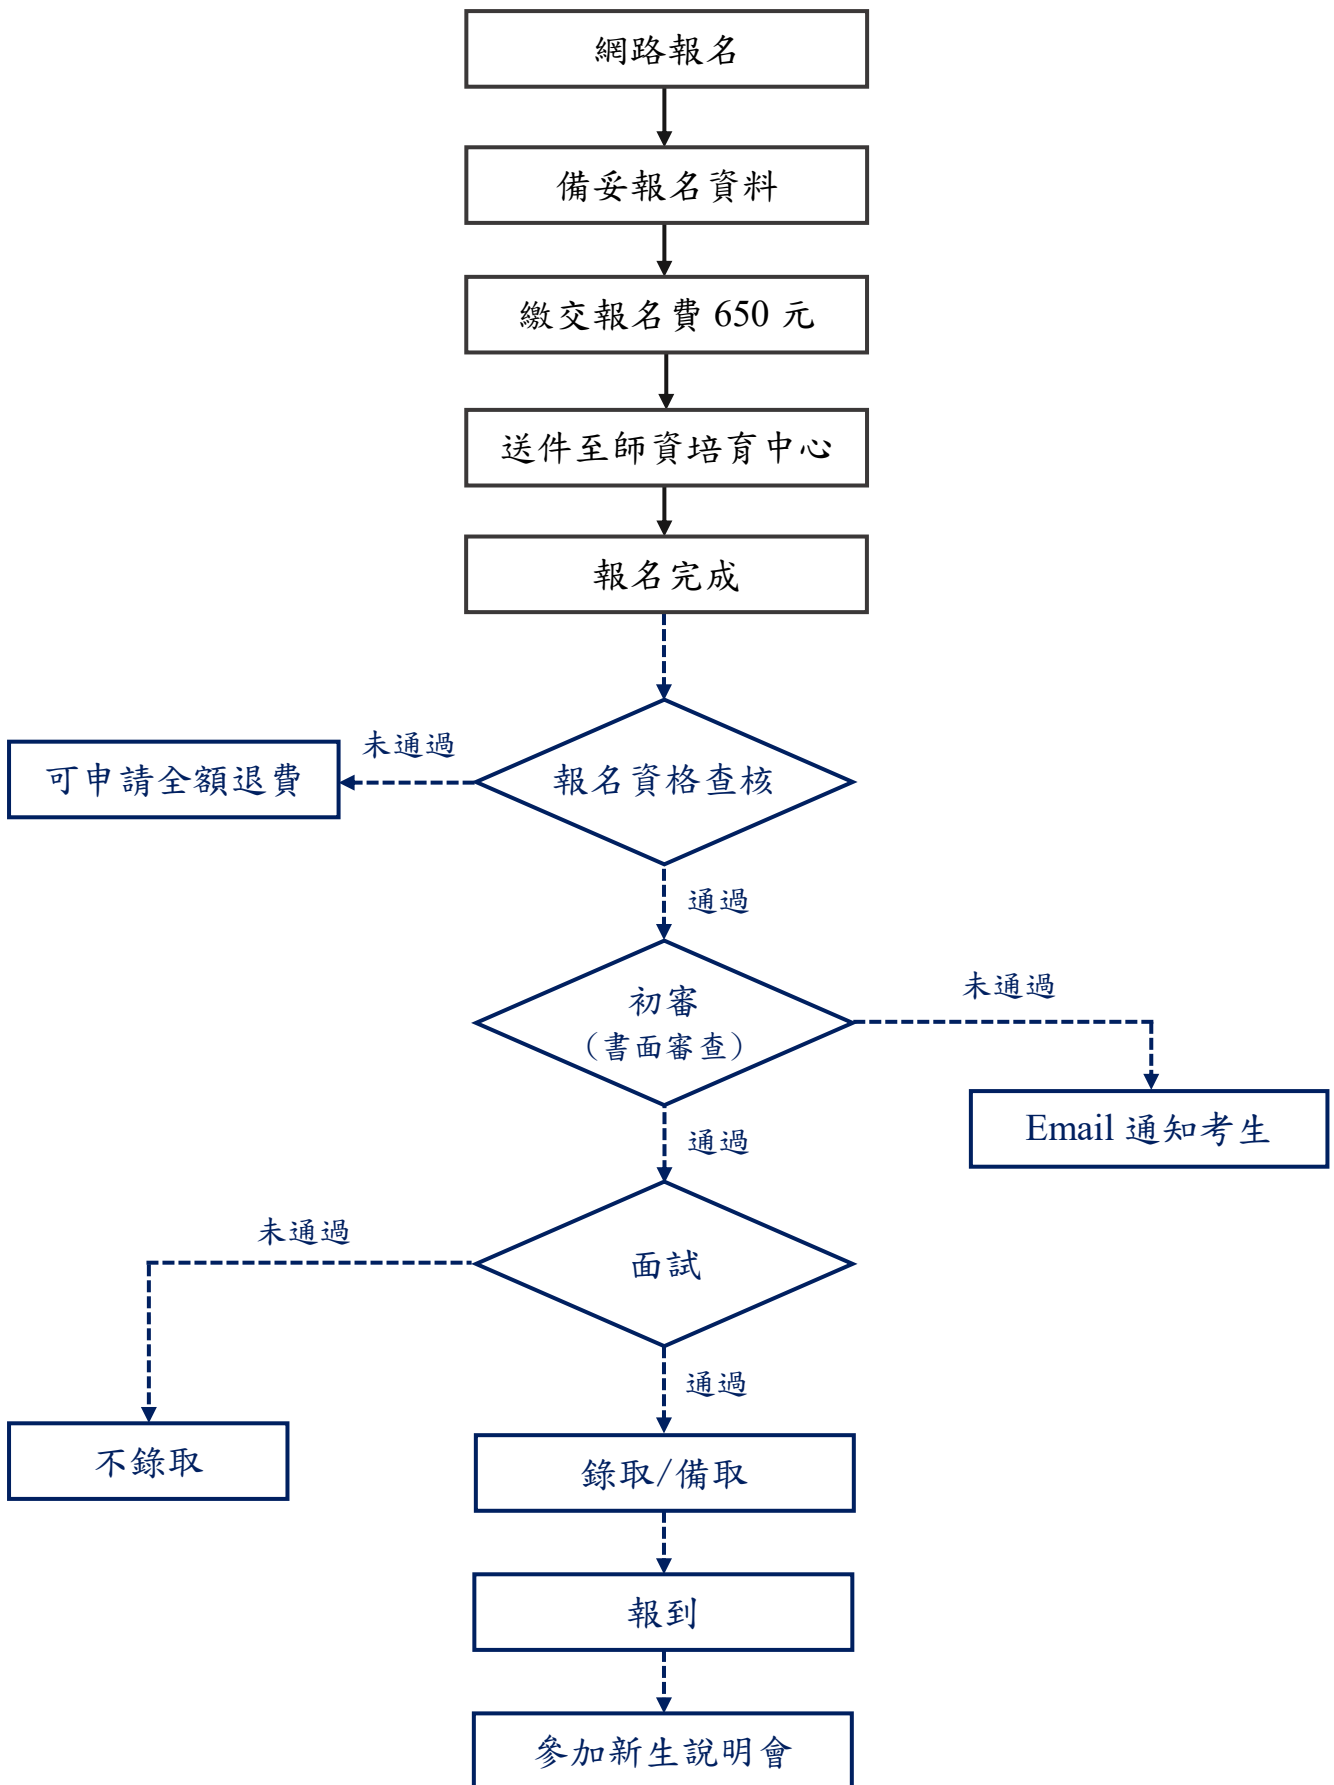 網路報名
備妥報名資料
繳交報名費 650 元
送件至師資培育中心
報名完成
未通過
可申請全額退費
報名資格查核
通過
初審
（書面審查）
未通過
Email 通知考生
通過
未通過
面試
通過
不錄取
錄取/備取
報到
參加新生說明會